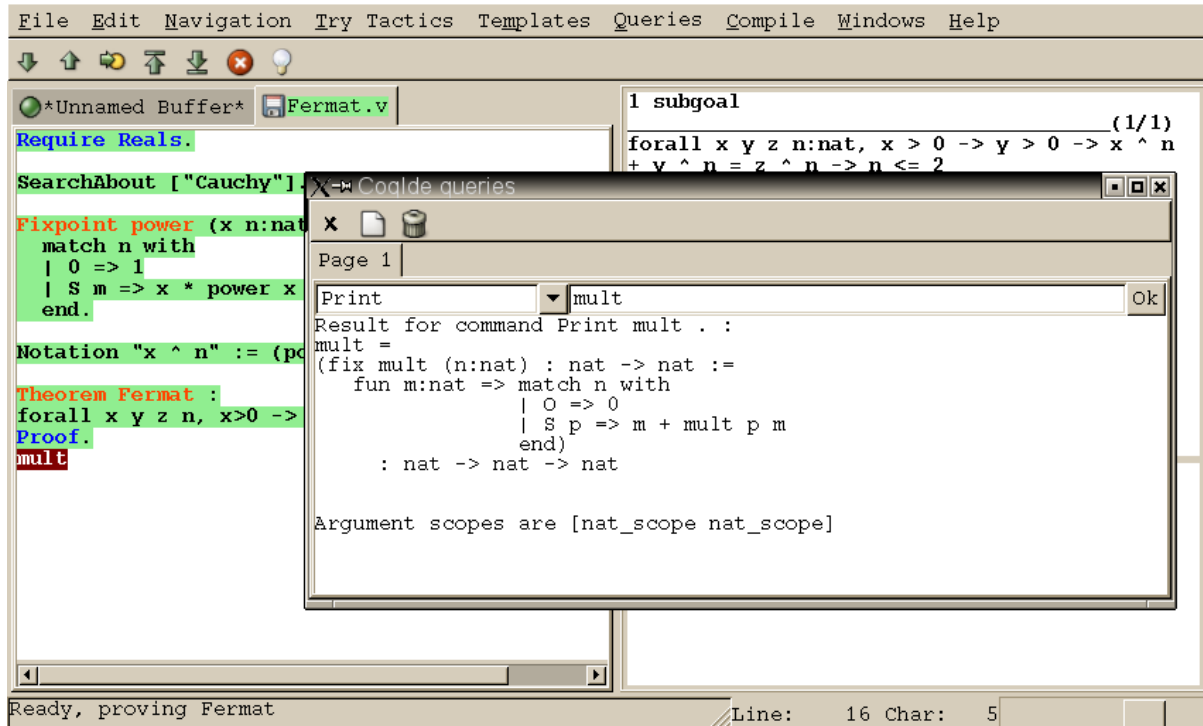 File Edit Navigation Try Tactics Templates Queries Compile Windows Help
*Unnamed Buffer* Fermat.v
Require Reals.
SearchAbout ["Cauchy"].
Fixpoint power (x n:nat
match n with
| O => 1
| S m => x * power x
end.
Notation "x ^ n" := (po
Theorem Fermat :
forall x y z n, x>0 ->
Proof.
mult
1 subgoal
(1/1)
forall x y z n:nat, x > 0 -> y > 0 -> x ^ n
+ y ^ n = z ^ n -> n <= 2
CoqIde queries
Page 1
Print mult Ok
Result for command Print mult . :
mult =
(fix mult (n:nat) : nat -> nat :=
fun m:nat => match n with
| O => 0
| S p => m + mult p m
end)
: nat -> nat -> nat
Argument scopes are [nat_scope nat_scope]
Ready, proving Fermat
Line: 16 Char: 5